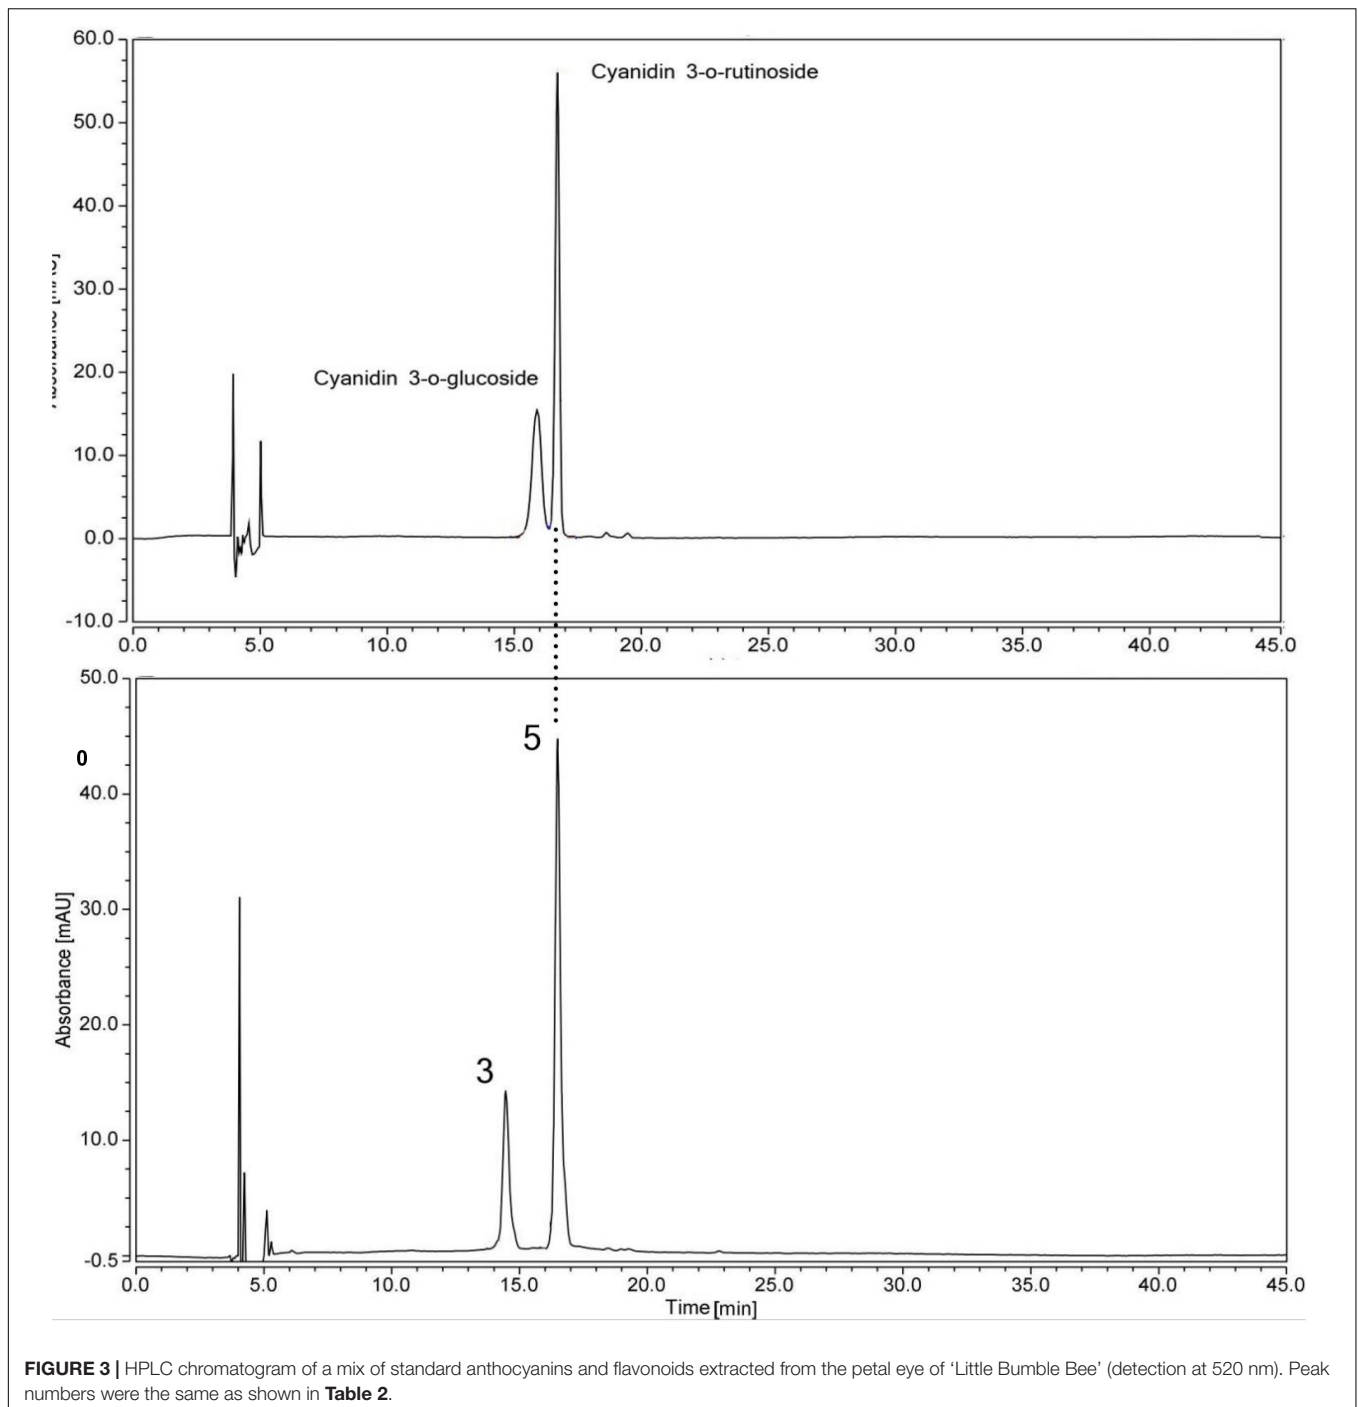 60.0
Cyanidin 3-o-rutinoside
50.0
40.0
30.0
20.0
Cyanidin 3-o-glucoside
10.0
0.0
-10.0
0.0 5.0 10.0 15.0 20.0 25.0 30.0 35.0 40.0 45.0
50.0
5
0
40.0
Absorbance [mAU]
30.0
20.0
3
10.0
-0.5
0.0 5.0 10.0 15.0 20.0 25.0 30.0 35.0 40.0 45.0
Time [min]
FIGURE 3 | HPLC chromatogram of a mix of standard anthocyanins and flavonoids extracted from the petal eye of ‘Little Bumble Bee’ (detection at 520 nm). Peak
numbers were the same as shown in Table 2.